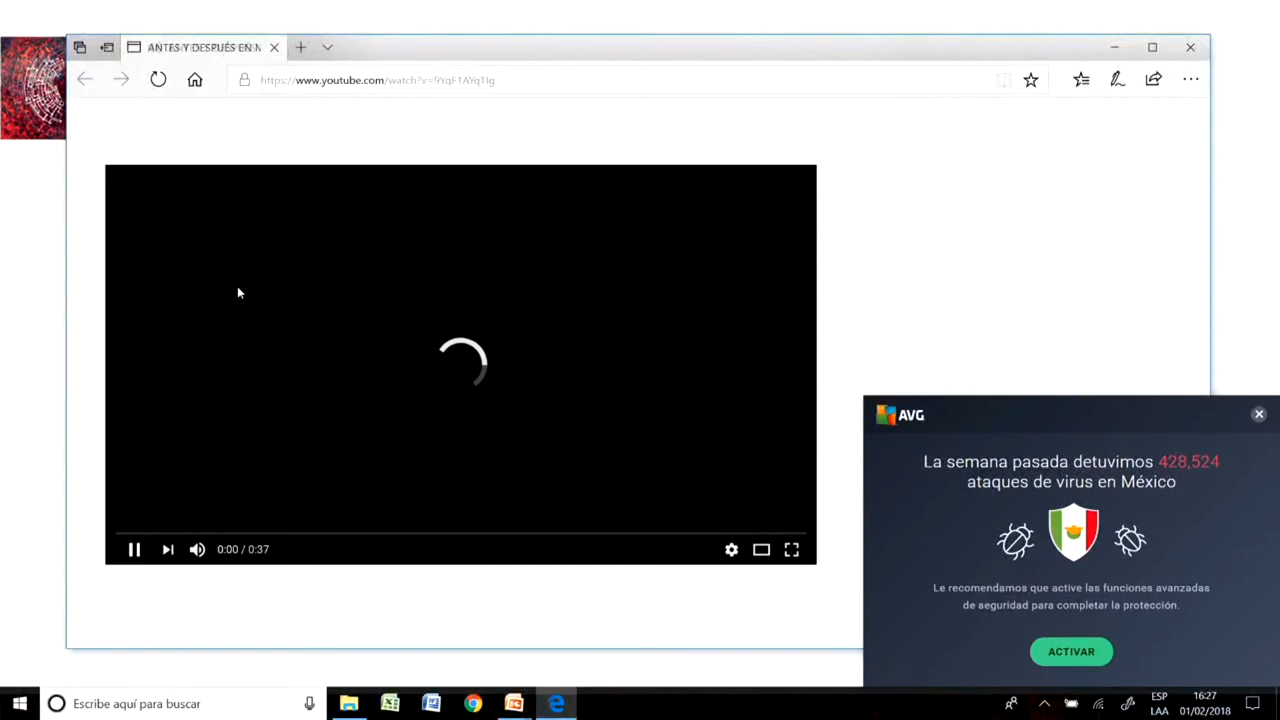 ANTES Y DESPUÉS EN M
https://www.youtube.com/watch?v=9YqF1AYqTig
0:00 / 0:37
AVG
La semana pasada detuvimos 428,524
ataques de virus en México
Le recomendamos que active las funciones avanzadas
de seguridad para completar la protección.
ACTIVAR
Escribe aquí para buscar
ESP
LAA
16:27
01/02/2018